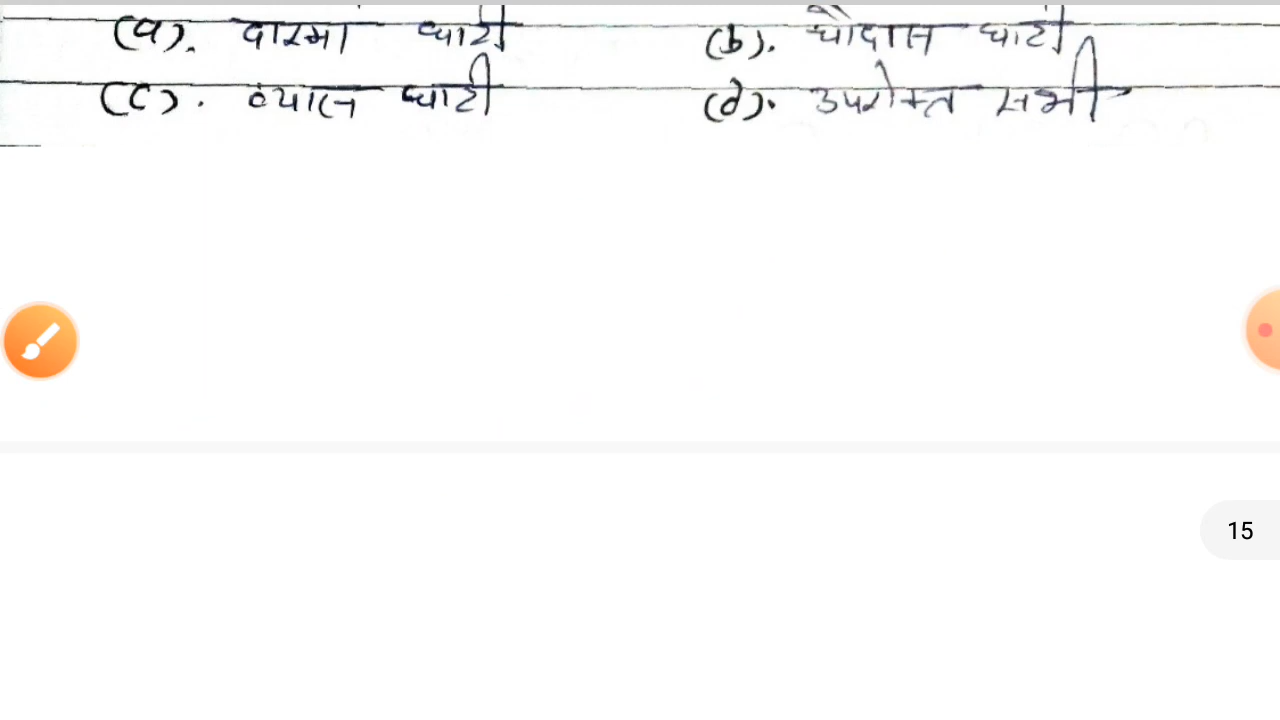 (a). दारमा घाटी (b). चौदास घाटी
(c). व्यास घाटी (d). उपरोक्त सभी
15